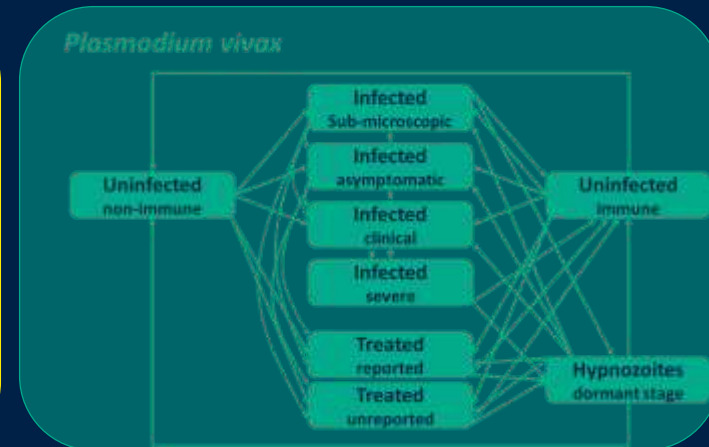 Plasmodium vivax
Infected
Sub-microscopic
Infected
asymptomatic
Uninfected
non-immune
Uninfected
immune
Infected
clinical
Infected
severe
Treated
reported
Hypnozoites
dormant stage
Treated
unreported